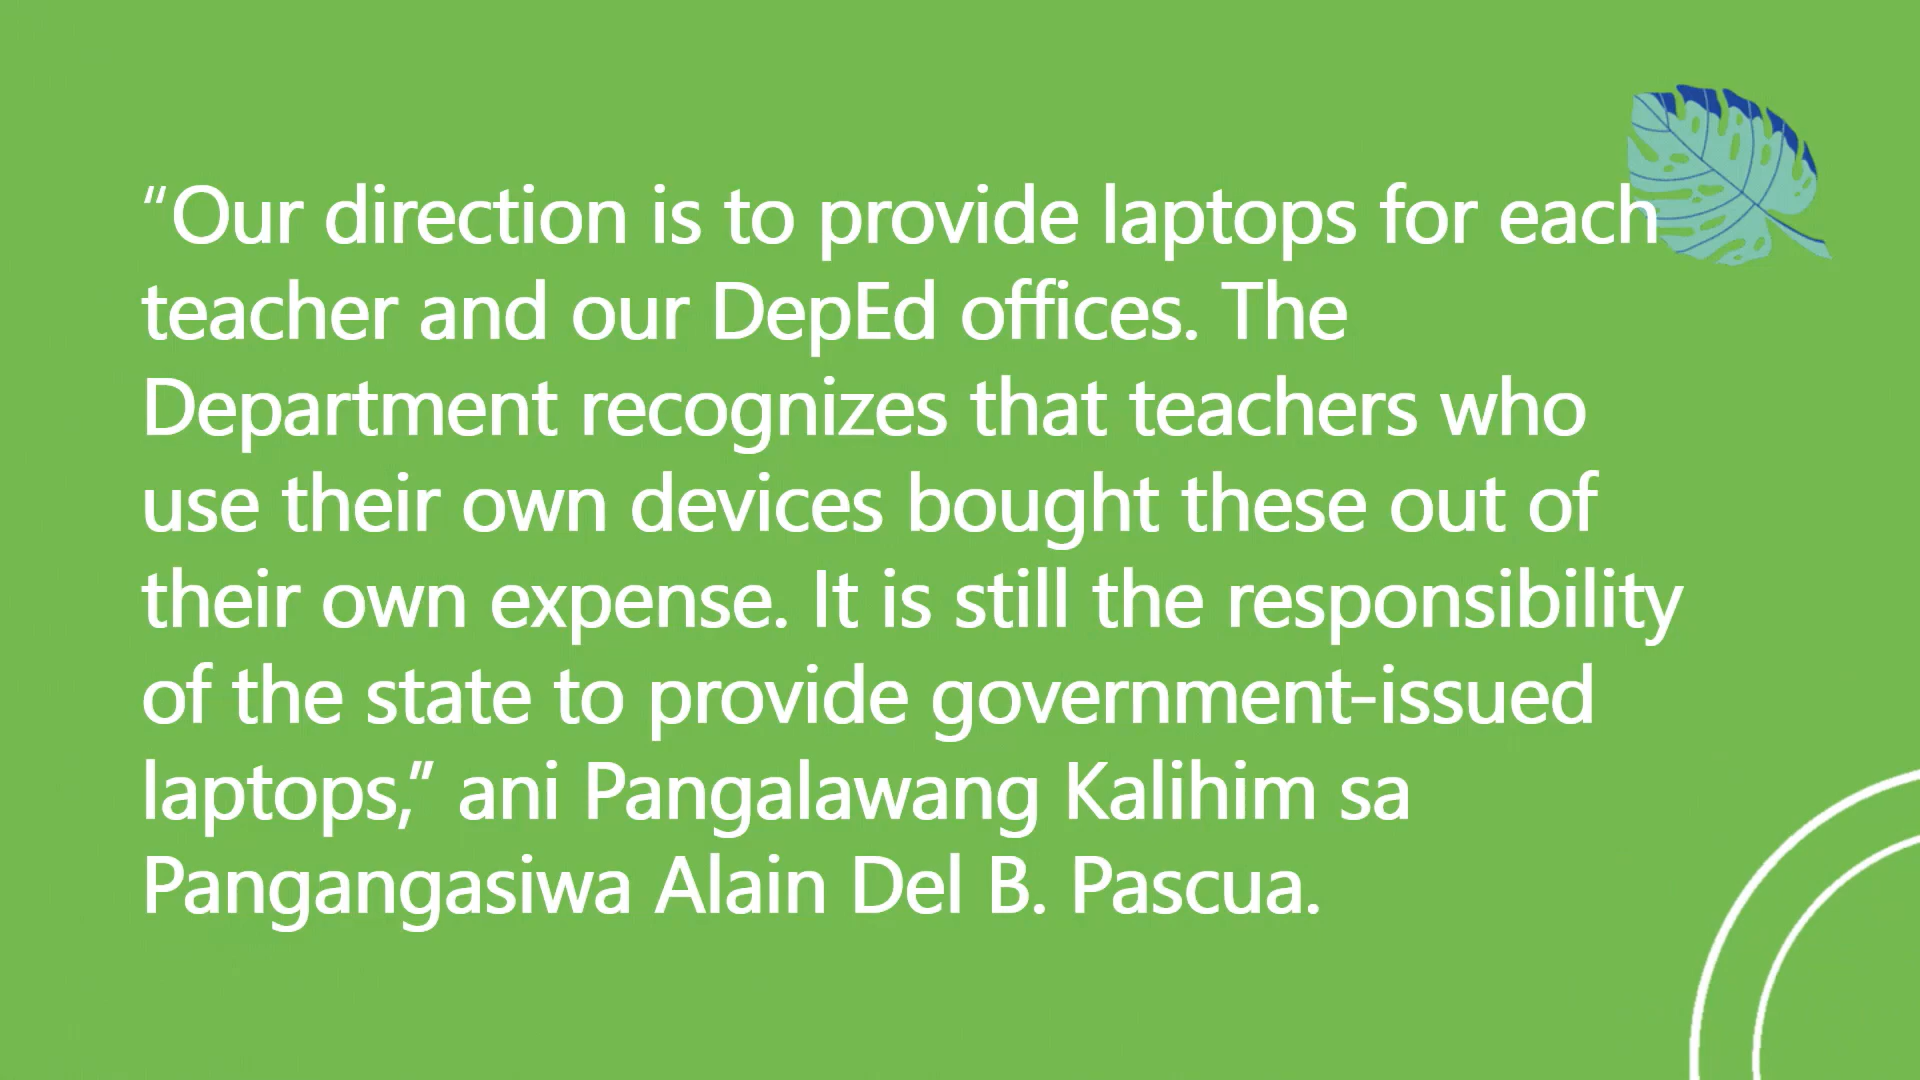 “Our direction is to provide laptops for each
teacher and our DepEd offices. The
Department recognizes that teachers who
use their own devices bought these out of
their own expense. It is still the responsibility
of the state to provide government-issued
laptops,” ani Pangalawang Kalihim sa
Pangangasiwa Alain Del B. Pascua.